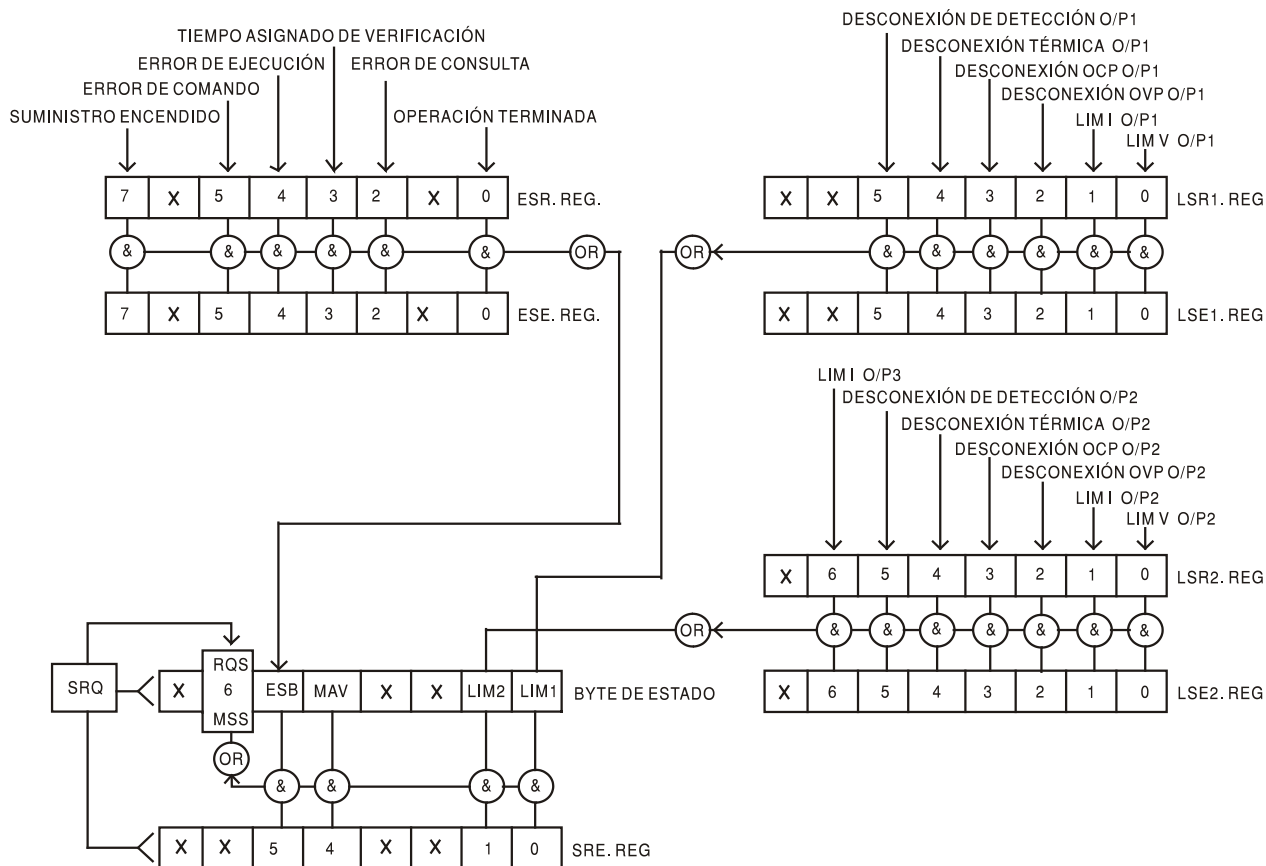 TIEMPO ASIGNADO DE VERIFICACIÓN
ERROR DE EJECUCIÓN
ERROR DE CONSULTA
ERROR DE COMANDO
SUMINISTRO ENCENDIDO
OPERACIÓN TERMINADA
7 X 5 4 3 2 X 0 ESR. REG.
& & & & & & OR
7 X 5 4 3 2 X 0 ESE. REG.
DESCONEXIÓN DE DETECCIÓN O/P1
DESCONEXIÓN TÉRMICA O/P1
DESCONEXIÓN OCP O/P1
DESCONEXIÓN OVP O/P1
LIM I O/P1
LIM V O/P1
X X 5 4 3 2 1 0 LSR1. REG
OR & & & & & &
X X 5 4 3 2 1 0 LSE1. REG
LIM I O/P3
DESCONEXIÓN DE DETECCIÓN O/P2
DESCONEXIÓN TÉRMICA O/P2
DESCONEXIÓN OCP O/P2
DESCONEXIÓN OVP O/P2
LIM I O/P2
LIM V O/P2
X 6 5 4 3 2 1 0 LSR2. REG
OR & & & & & & &
X 6 5 4 3 2 1 0 LSE2. REG
SRQ
X
RQS
6
MSS
ESB MAV X X LIM2 LIM1 BYTE DE ESTADO
OR
& & & &
X X 5 4 X X 1 0 SRE. REG